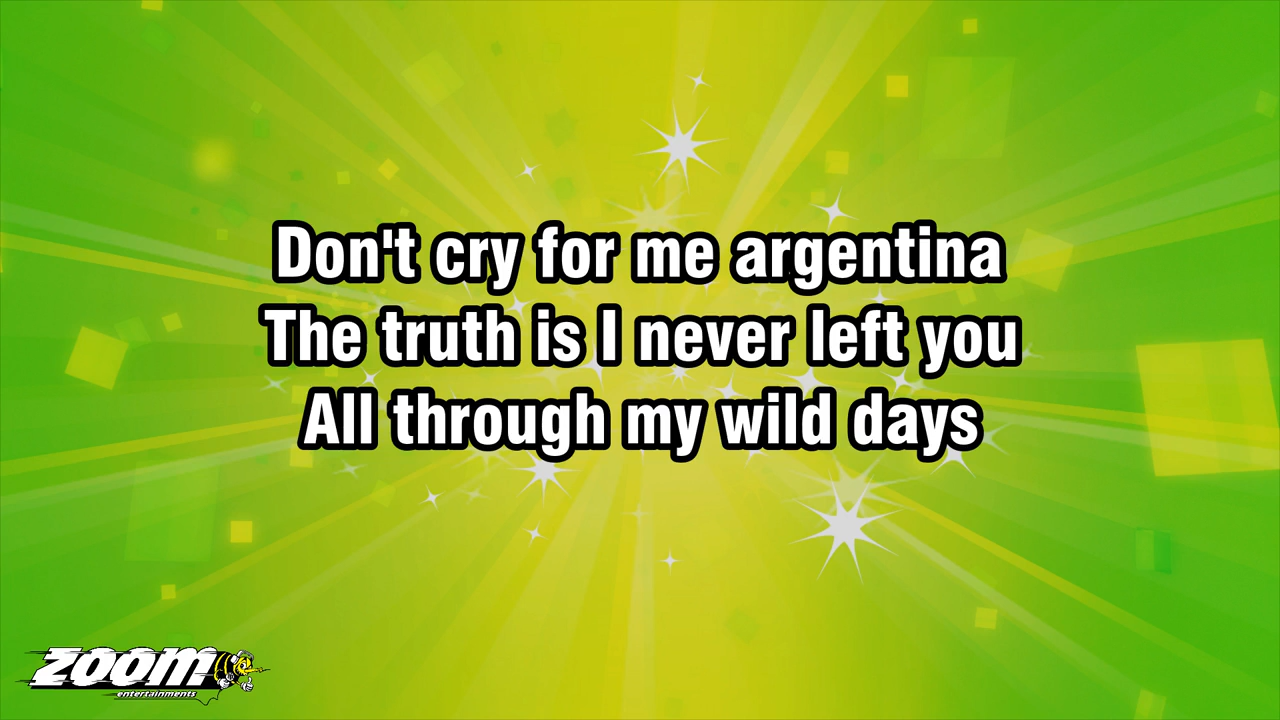 Don't cry for me argentina
The truth is I never left you
All through my wild days
zoom
entertainments